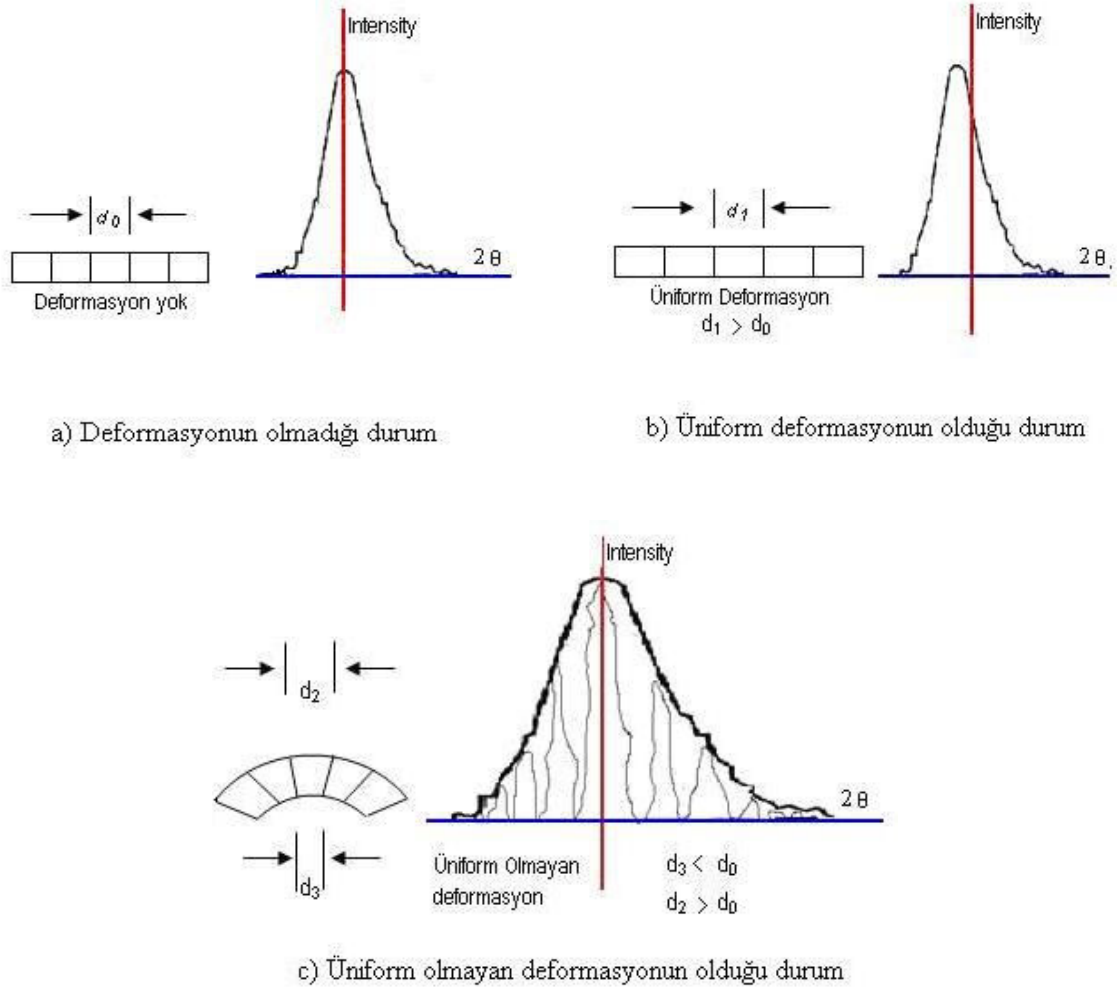 Intensity
d₀
2θ
Deformasyon yok
a) Deformasyonun olmadığı durum
Intensity
d₁
2θ.
Üniform Deformasyon
d₁ > d₀
b) Üniform deformasyonun olduğu durum
Intensity
d₂
2θ
d₃
Üniform Olmayan
deformasyon
d₃ < d₀
d₂ > d₀
c) Üniform olmayan deformasyonun olduğu durum